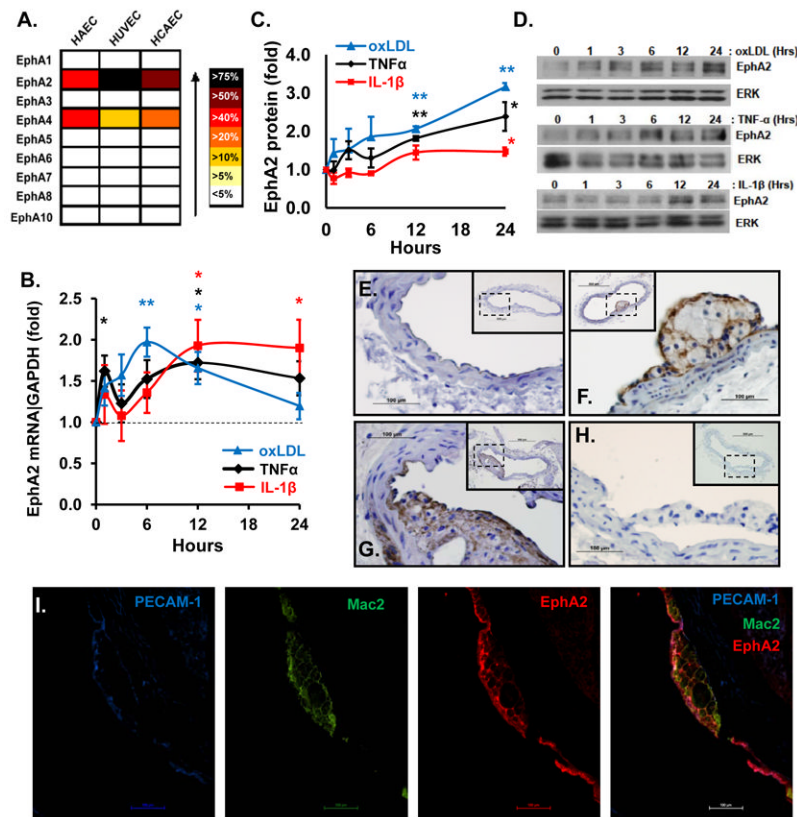 A.
HAEC HUVEC HCAEC
EphA1
EphA2
EphA3
EphA4
EphA5
EphA6
EphA7
EphA8
EphA10
>75%
>50%
>40%
>20%
>10%
>5%
<5%
C.
EphA2 protein (fold)
4.0
3.0
2.0
1.0
0.0
oxLDL
TNFα
IL-1β
**
**
**
*
*
0 6 12 24
Hours
D.
0 1 3 6 12 24 : oxLDL (Hrs)
EphA2
ERK
0 1 3 6 12 24 : TNF-α (Hrs)
EphA2
ERK
0 1 3 6 12 24 : IL-1β (Hrs)
EphA2
ERK
B.
EphA2 mRNA|GAPDH (fold)
2.5
2.0
1.5
1.0
0.5
0.0
*
**
*
*
*
*
oxLDL
TNFα
IL-1β
0 6 12 24
Hours
E.
100 µm
F.
100 µm
G.
100 µm
H.
100 µm
I.
PECAM-1
Mac2
EphA2
PECAM-1
Mac2
EphA2